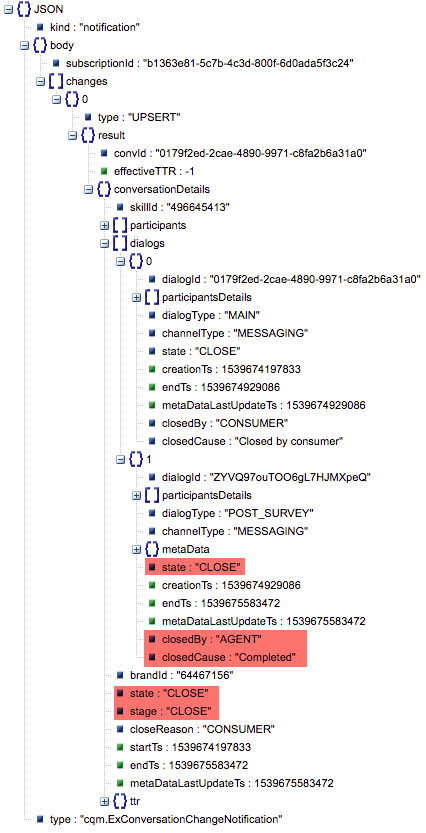 JSON
kind : "notification"
body
subscriptionId : "b1363e81-5c7b-4c3d-800f-6d0ada5f3c24"
changes
0
type : "UPSERT"
result
convId : "0179f2ed-2cae-4890-9971-c8fa2b6a31a0"
effectiveTTR : -1
conversationDetails
skillId : "496645413"
participants
dialogs
0
dialogId : "0179f2ed-2cae-4890-9971-c8fa2b6a31a0"
participantsDetails
dialogType : "MAIN"
channelType : "MESSAGING"
state : "CLOSE"
creationTs : 1539674197833
endTs : 1539674929086
metaDataLastUpdateTs : 1539674929086
closedBy : "CONSUMER"
closedCause : "Closed by consumer"
1
dialogId : "ZYVQ97ouTOO6gL7HJMXpeQ"
participantsDetails
dialogType : "POST_SURVEY"
channelType : "MESSAGING"
metaData
state : "CLOSE"
creationTs : 1539674929086
endTs : 1539675583472
metaDataLastUpdateTs : 1539675583472
closedBy : "AGENT"
closedCause : "Completed"
brandId : "64467156"
state : "CLOSE"
stage : "CLOSE"
closeReason : "CONSUMER"
startTs : 1539674197833
endTs : 1539675583472
metaDataLastUpdateTs : 1539675583472
ttr
type : "cqm.ExConversationChangeNotification"